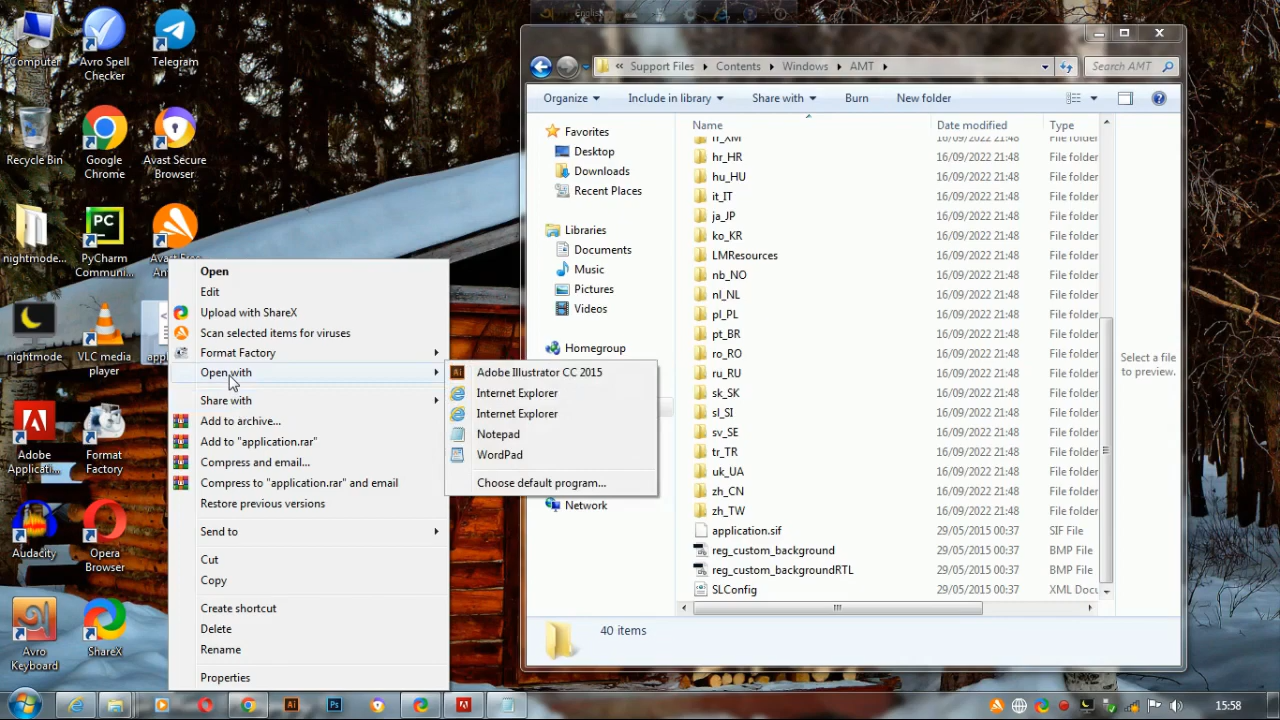 Computer
Avro Spell
Checker
Telegram
Recycle Bin
Google
Chrome
Avast Secure
Browser
nightmode...
PC
PyCharm
Communi...
nightmode
VLC media
player
Adobe
Applicati...
Format
Factory
Audacity
Opera
Browser
Avro
Keyboard
ShareX
Open
Edit
Upload with ShareX
Scan selected items for viruses
Format Factory
Open with
Share with
Add to archive...
Add to "application.rar"
Compress and email...
Compress to "application.rar" and email
Restore previous versions
Send to
Cut
Copy
Create shortcut
Delete
Rename
Properties
Ai Adobe Illustrator CC 2015
Internet Explorer
Internet Explorer
Notepad
WordPad
Choose default program...
English
« Support Files Contents Windows AMT
Search AMT
Organize Include in library Share with Burn New folder
Favorites
Desktop
Downloads
Recent Places
Libraries
Documents
Music
Pictures
Videos
Homegroup
Network
Name Date modified Type
fr_XM 16/09/2022 21:48 File folder
hr_HR 16/09/2022 21:48 File folder
hu_HU 16/09/2022 21:48 File folder
it_IT 16/09/2022 21:48 File folder
ja_JP 16/09/2022 21:48 File folder
ko_KR 16/09/2022 21:48 File folder
LMResources 16/09/2022 21:48 File folder
nb_NO 16/09/2022 21:48 File folder
nl_NL 16/09/2022 21:48 File folder
pl_PL 16/09/2022 21:48 File folder
pt_BR 16/09/2022 21:48 File folder
ro_RO 16/09/2022 21:48 File folder
ru_RU 16/09/2022 21:48 File folder
sk_SK 16/09/2022 21:48 File folder
sl_SI 16/09/2022 21:48 File folder
sv_SE 16/09/2022 21:48 File folder
tr_TR 16/09/2022 21:48 File folder
uk_UA 16/09/2022 21:48 File folder
zh_CN 16/09/2022 21:48 File folder
zh_TW 16/09/2022 21:48 File folder
application.sif 29/05/2015 00:37 SIF File
reg_custom_background 29/05/2015 00:37 BMP File
reg_custom_backgroundRTL 29/05/2015 00:37 BMP File
SLConfig 29/05/2015 00:37 XML Docu
Select a file
to preview.
40 items
Ai Ps
15:58